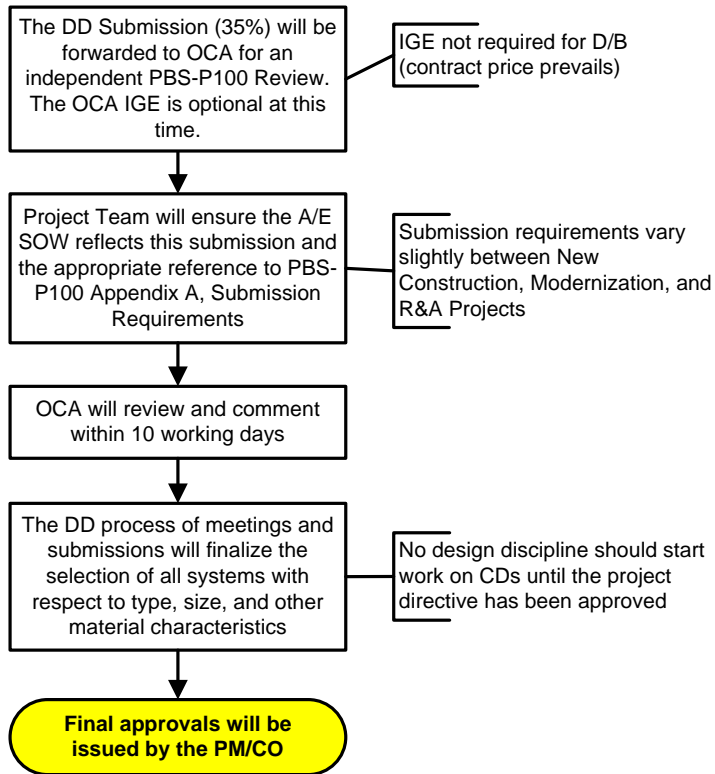 The DD Submission (35%) will be
forwarded to OCA for an
independent PBS-P100 Review.
The OCA IGE is optional at this
time.
IGE not required for D/B
(contract price prevails)
Project Team will ensure the A/E
SOW reflects this submission and
the appropriate reference to PBS-
P100 Appendix A, Submission
Requirements
Submission requirements vary
slightly between New
Construction, Modernization, and
R&A Projects
OCA will review and comment
within 10 working days
The DD process of meetings and
submissions will finalize the
selection of all systems with
respect to type, size, and other
material characteristics
No design discipline should start
work on CDs until the project
directive has been approved
Final approvals will be
issued by the PM/CO